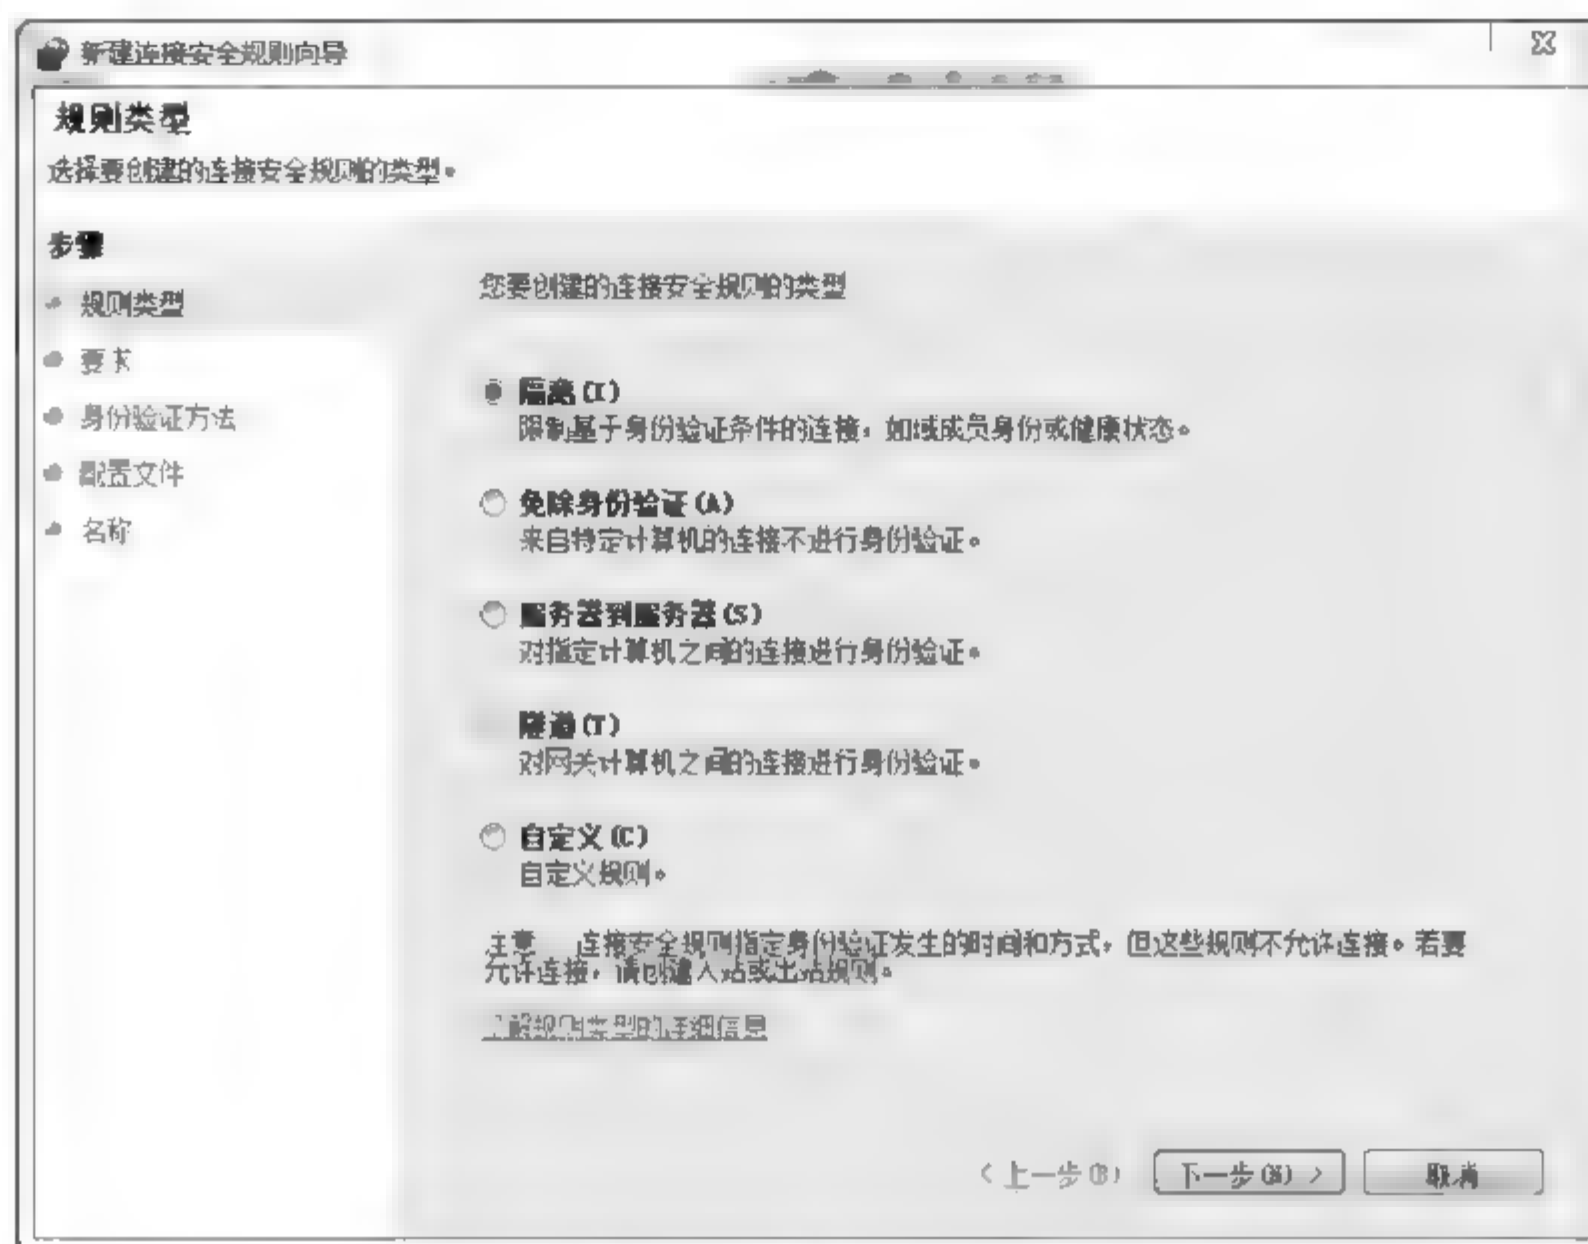 新建连接安全规则向导
规则类型
选择要创建的连接安全规则的类型。
步骤
规则类型
要求
身份验证方法
配置文件
名称
您要创建的连接安全规则的类型
隔离(I)
限制基于身份验证条件的连接，如域成员身份或健康状态。
免除身份验证(A)
来自特定计算机的连接不进行身份验证。
服务器到服务器(S)
对指定计算机之间的连接进行身份验证。
隧道(T)
对网关计算机之间的连接进行身份验证。
自定义(C)
自定义规则。
注意 连接安全规则指定身份验证发生的时间和方式，但这些规则不允许连接。若要
允许连接，请创建入站或出站规则。
了解规则类型的详细信息
<上一步(B) 下一步(N)> 取消